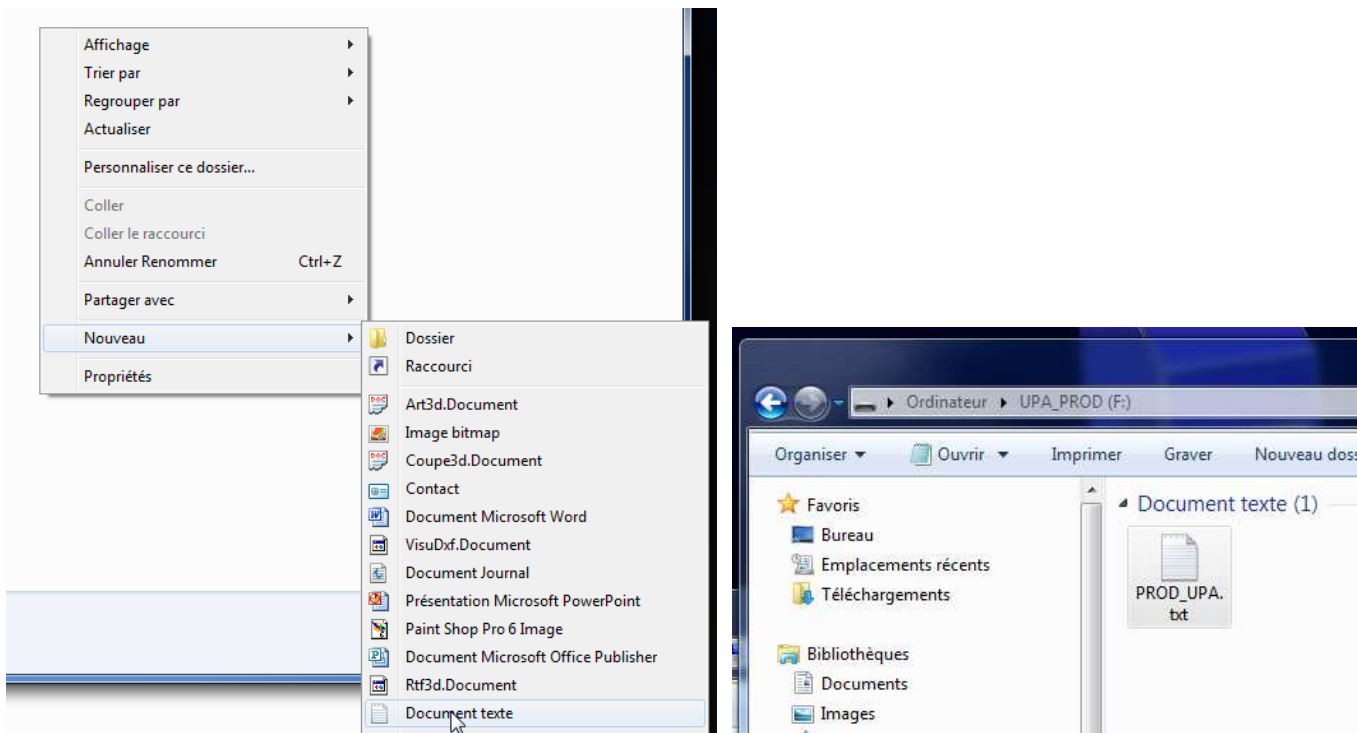 Affichage
Trier par
Regrouper par
Actualiser
Personnaliser ce dossier...
Coller
Coller le raccourci
Annuler Renommer Ctrl+Z
Partager avec
Nouveau
Propriétés
Dossier
Raccourci
Art3d.Document
Image bitmap
Coupe3d.Document
Contact
Document Microsoft Word
VisuDxf.Document
Document Journal
Présentation Microsoft PowerPoint
Paint Shop Pro 6 Image
Document Microsoft Office Publisher
Rtf3d.Document
Document texte
Ordinateur UPA_PROD (F:)
Organiser Ouvrir Imprimer Graver Nouveau doss
Favoris
Bureau
Emplacements récents
Téléchargements
Bibliothèques
Documents
Images
Document texte (1)
PROD_UPA.
txt